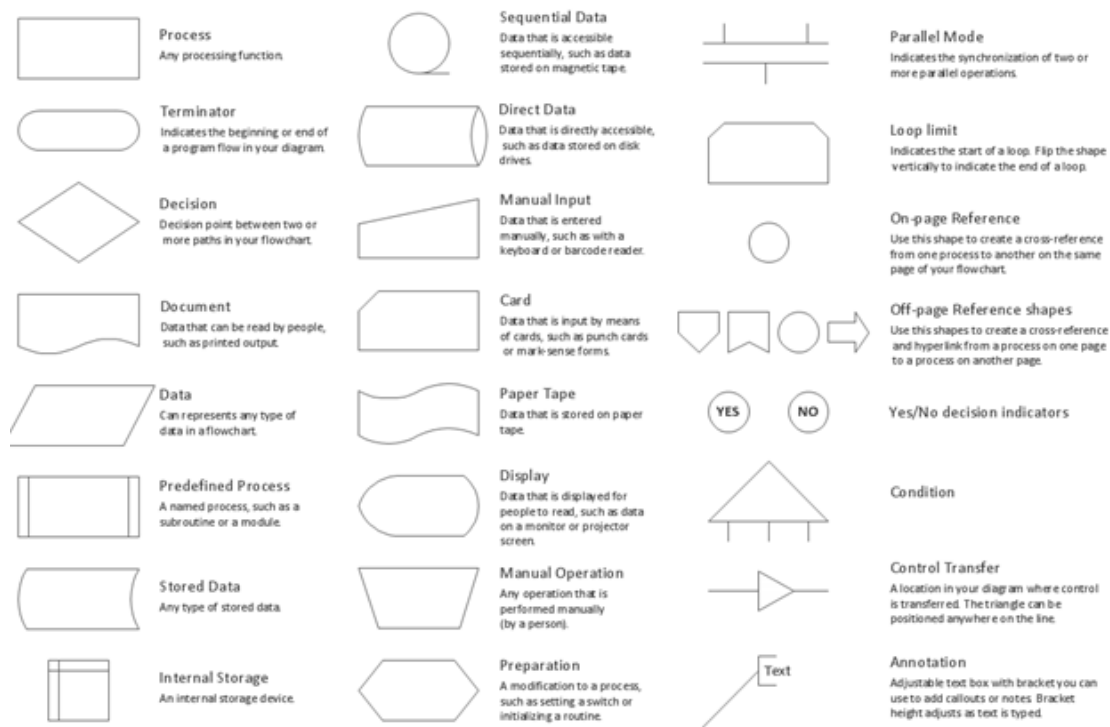 Process
Any processing function.
Terminator
Indicates the beginning or end of
a program flow in your diagram.
Decision
Decision point between two or
more paths in your flowchart.
Document
Data that can be read by people,
such as printed output.
Data
Can represents any type of
data in a flowchart.
Predefined Process
A named process, such as a
subroutine or a module.
Stored Data
Any type of stored data.
Internal Storage
An internal storage device.
Sequential Data
Data that is accessible
sequentially, such as data
stored on magnetic tape.
Direct Data
Data that is directly accessible,
such as data stored on disk
drives.
Manual Input
Data that is entered
manually, such as with a
keyboard or barcode reader.
Card
Data that is input by means
of cards, such as punch cards
or mark-sense forms.
Paper Tape
Data that is stored on paper
tape.
Display
Data that is displayed for
people to read, such as data
on a monitor or projector
screen.
Manual Operation
Any operation that is
performed manually
(by a person).
Preparation
A modification to a process,
such as setting a switch or
initializing a routine.
Parallel Mode
Indicates the synchronization of two or
more parallel operations.
Loop limit
Indicates the start of a loop. Flip the shape
vertically to indicate the end of a loop.
On-page Reference
Use this shape to create a cross-reference
from one process to another on the same
page of your flowchart.
Off-page Reference shapes
Use this shapes to create a cross-reference
and hyperlink from a process on one page
to a process on another page.
YES
NO
Yes/No decision indicators
Condition
Control Transfer
A location in your diagram where control
is transferred. The triangle can be
positioned anywhere on the line.
Text
Annotation
Adjustable text box with bracket you can
use to add callouts or notes. Bracket
height adjusts as text is typed.